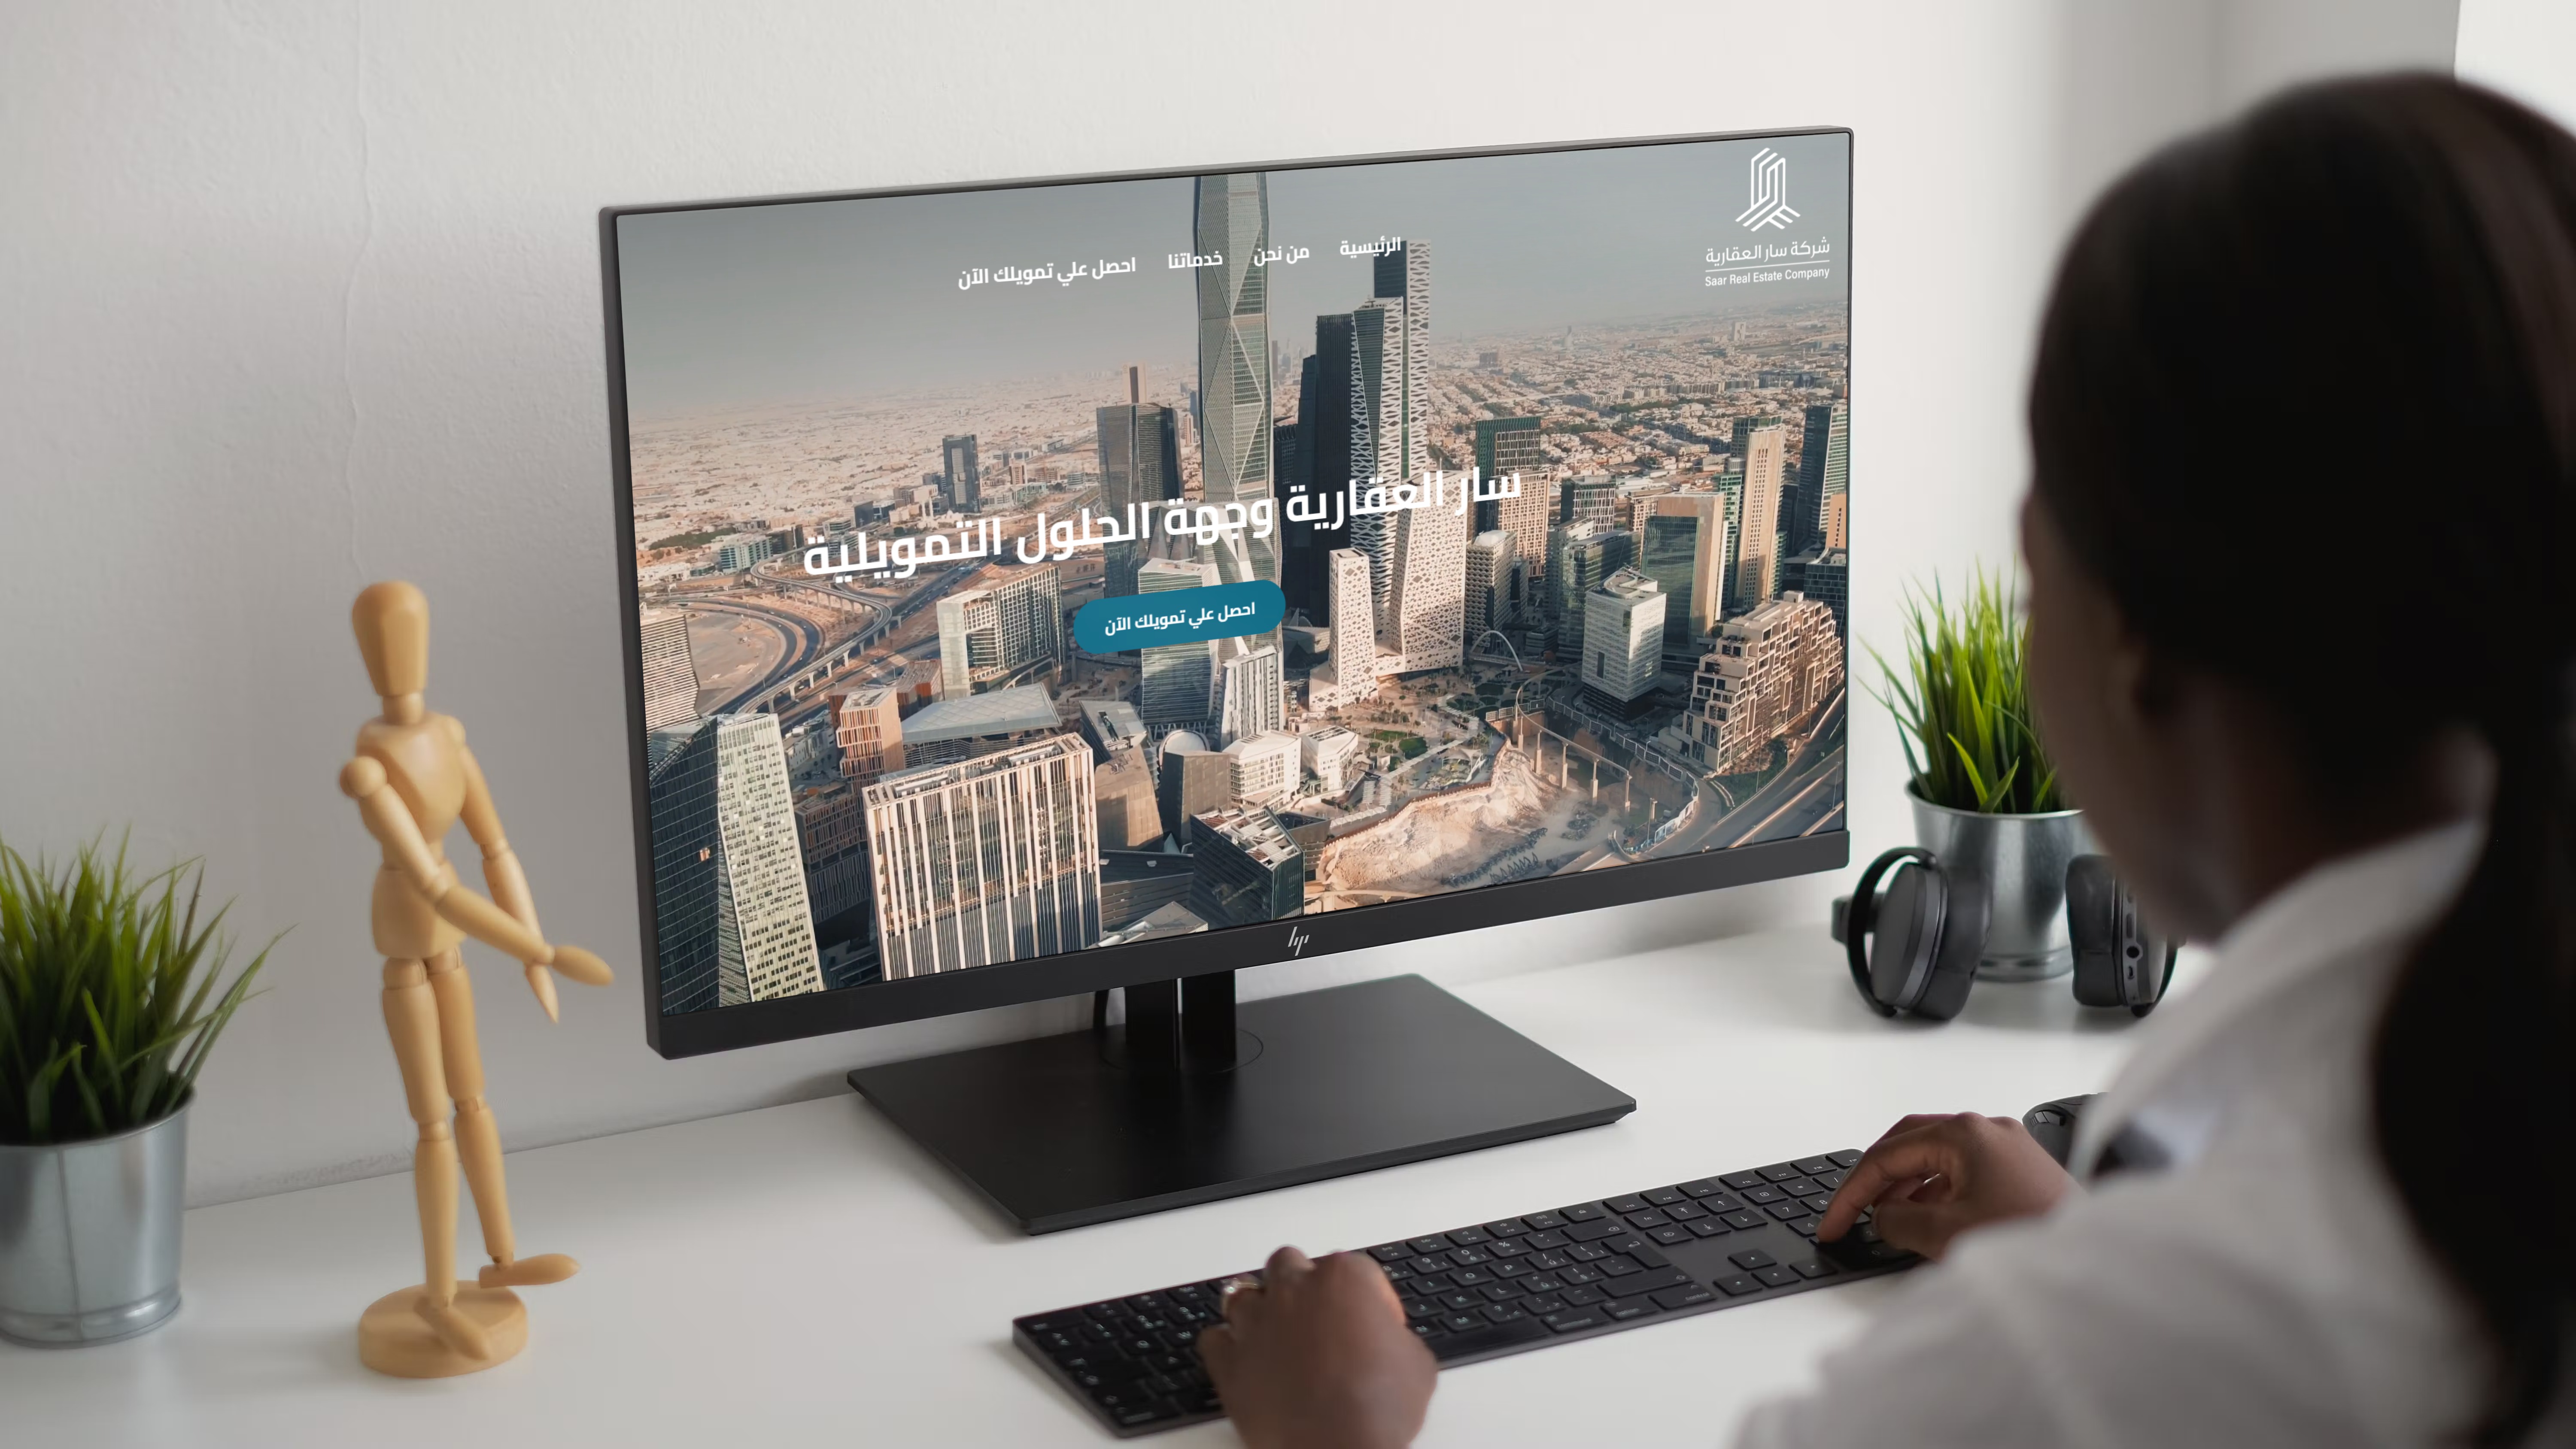 شركة سار العقارية
Saar Real Estate Company
الرئيسية من نحن خدماتنا احصل علي تمويلك الآن
سار العقارية وجهة الحلول التمويلية
احصل علي تمويلك الآن
hp